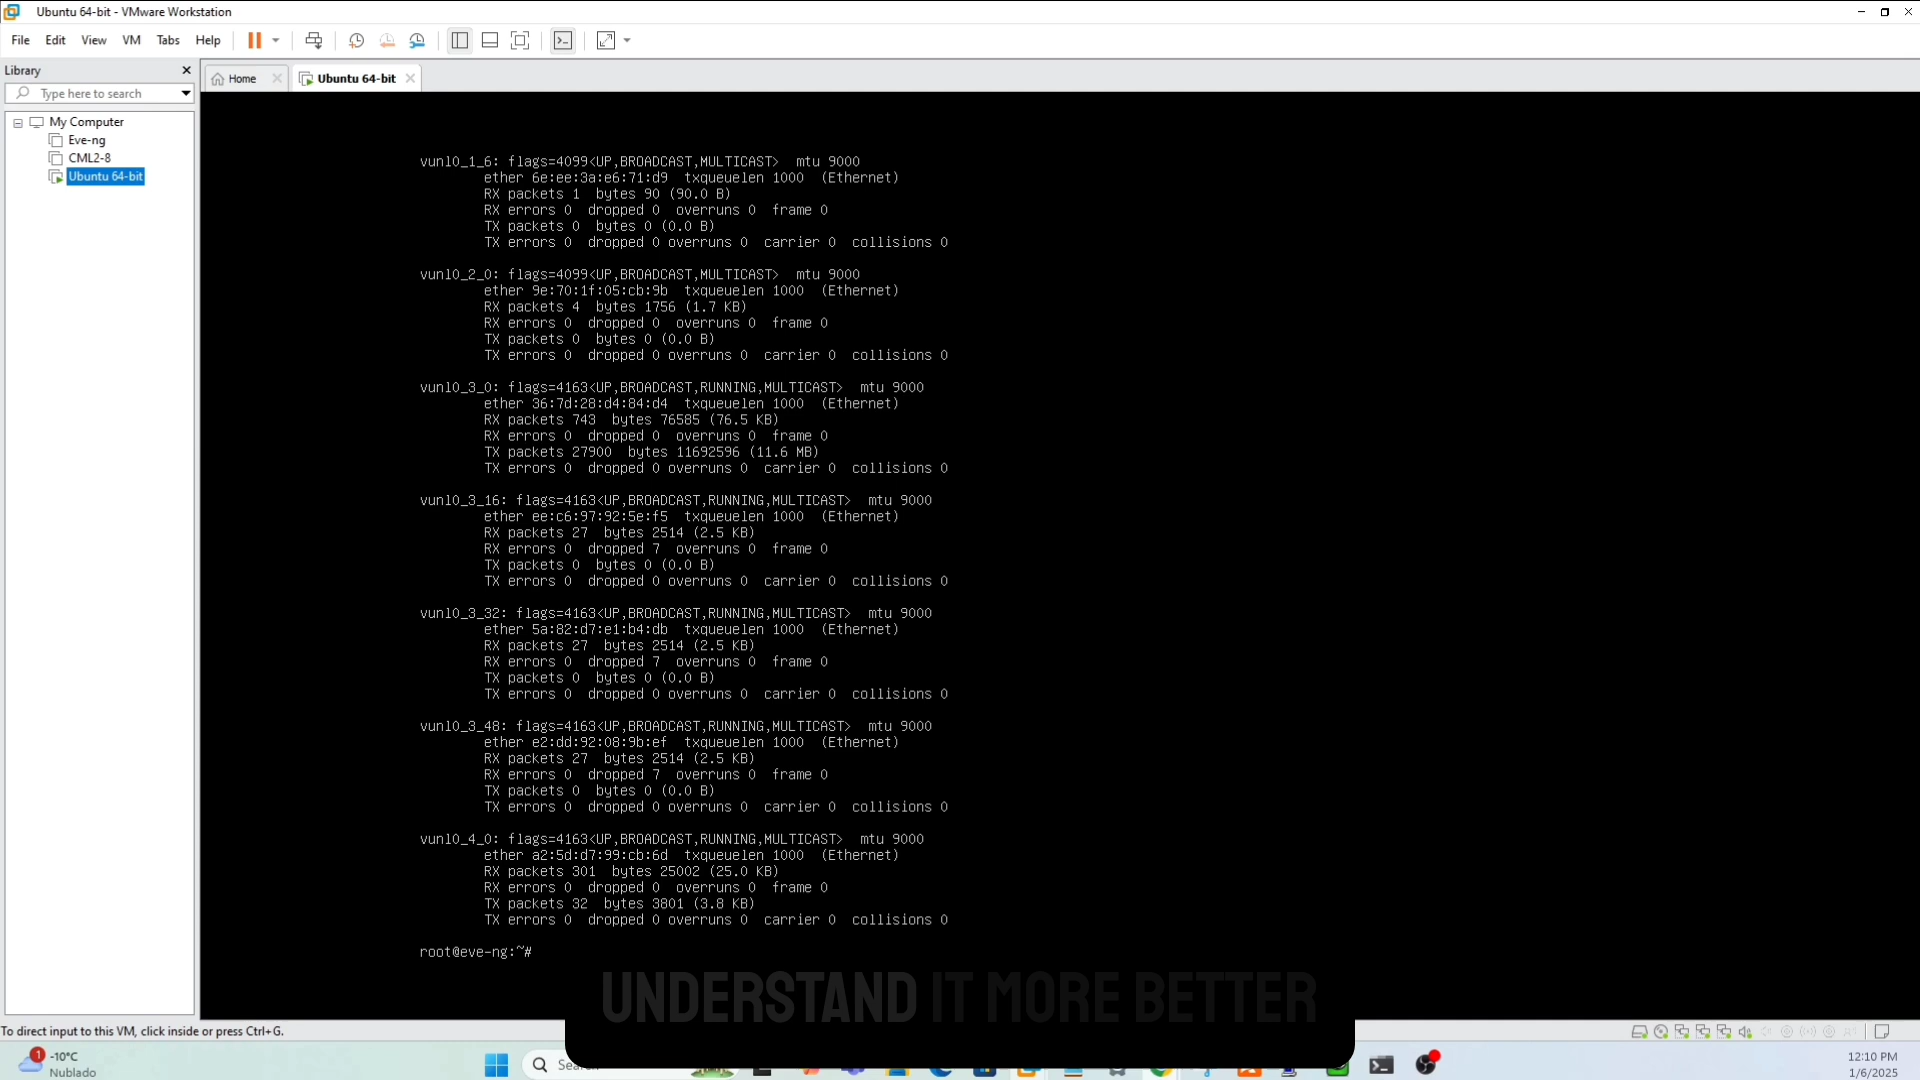 Ubuntu 64-bit - VMware Workstation
File Edit View VM Tabs Help
Library
Home
Ubuntu 64-bit
Type here to search
My Computer
Eve-ng
CML2-8
Ubuntu 64-bit
vunl0_1_6: flags=4099<UP,BROADCAST,MULTICAST> mtu 9000
ether 6e:ee:3a:e6:71:d9 txqueuelen 1000 (Ethernet)
RX packets 1 bytes 90 (90.0 B)
RX errors 0 dropped 0 overruns 0 frame 0
TX packets 0 bytes 0 (0.0 B)
TX errors 0 dropped 0 overruns 0 carrier 0 collisions 0
vunl0_2_0: flags=4099<UP,BROADCAST,MULTICAST> mtu 9000
ether 9e:70:1f:05:cb:9b txqueuelen 1000 (Ethernet)
RX packets 4 bytes 1756 (1.7 KB)
RX errors 0 dropped 0 overruns 0 frame 0
TX packets 0 bytes 0 (0.0 B)
TX errors 0 dropped 0 overruns 0 carrier 0 collisions 0
vunl0_3_0: flags=4163<UP,BROADCAST,RUNNING,MULTICAST> mtu 9000
ether 36:7d:28:d4:84:d4 txqueuelen 1000 (Ethernet)
RX packets 743 bytes 76585 (76.5 KB)
RX errors 0 dropped 0 overruns 0 frame 0
TX packets 27900 bytes 11692596 (11.6 MB)
TX errors 0 dropped 0 overruns 0 carrier 0 collisions 0
vunl0_3_16: flags=4163<UP,BROADCAST,RUNNING,MULTICAST> mtu 9000
ether ee:c6:97:92:5e:f5 txqueuelen 1000 (Ethernet)
RX packets 27 bytes 2514 (2.5 KB)
RX errors 0 dropped 7 overruns 0 frame 0
TX packets 0 bytes 0 (0.0 B)
TX errors 0 dropped 0 overruns 0 carrier 0 collisions 0
vunl0_3_32: flags=4163<UP,BROADCAST,RUNNING,MULTICAST> mtu 9000
ether 5a:82:d7:e1:b4:db txqueuelen 1000 (Ethernet)
RX packets 27 bytes 2514 (2.5 KB)
RX errors 0 dropped 7 overruns 0 frame 0
TX packets 0 bytes 0 (0.0 B)
TX errors 0 dropped 0 overruns 0 carrier 0 collisions 0
vunl0_3_48: flags=4163<UP,BROADCAST,RUNNING,MULTICAST> mtu 9000
ether e2:dd:92:08:9b:ef txqueuelen 1000 (Ethernet)
RX packets 27 bytes 2514 (2.5 KB)
RX errors 0 dropped 7 overruns 0 frame 0
TX packets 0 bytes 0 (0.0 B)
TX errors 0 dropped 0 overruns 0 carrier 0 collisions 0
vunl0_4_0: flags=4163<UP,BROADCAST,RUNNING,MULTICAST> mtu 9000
ether a2:5d:d7:99:cb:6d txqueuelen 1000 (Ethernet)
RX packets 301 bytes 25002 (25.0 KB)
RX errors 0 dropped 0 overruns 0 frame 0
TX packets 32 bytes 3801 (3.8 KB)
TX errors 0 dropped 0 overruns 0 carrier 0 collisions 0
root@eve-ng:~#
UNDERSTAND IT MORE BETTER
To direct input to this VM, click inside or press Ctrl+G.
1
-10°C
Nublado
12:10 PM
1/6/2025